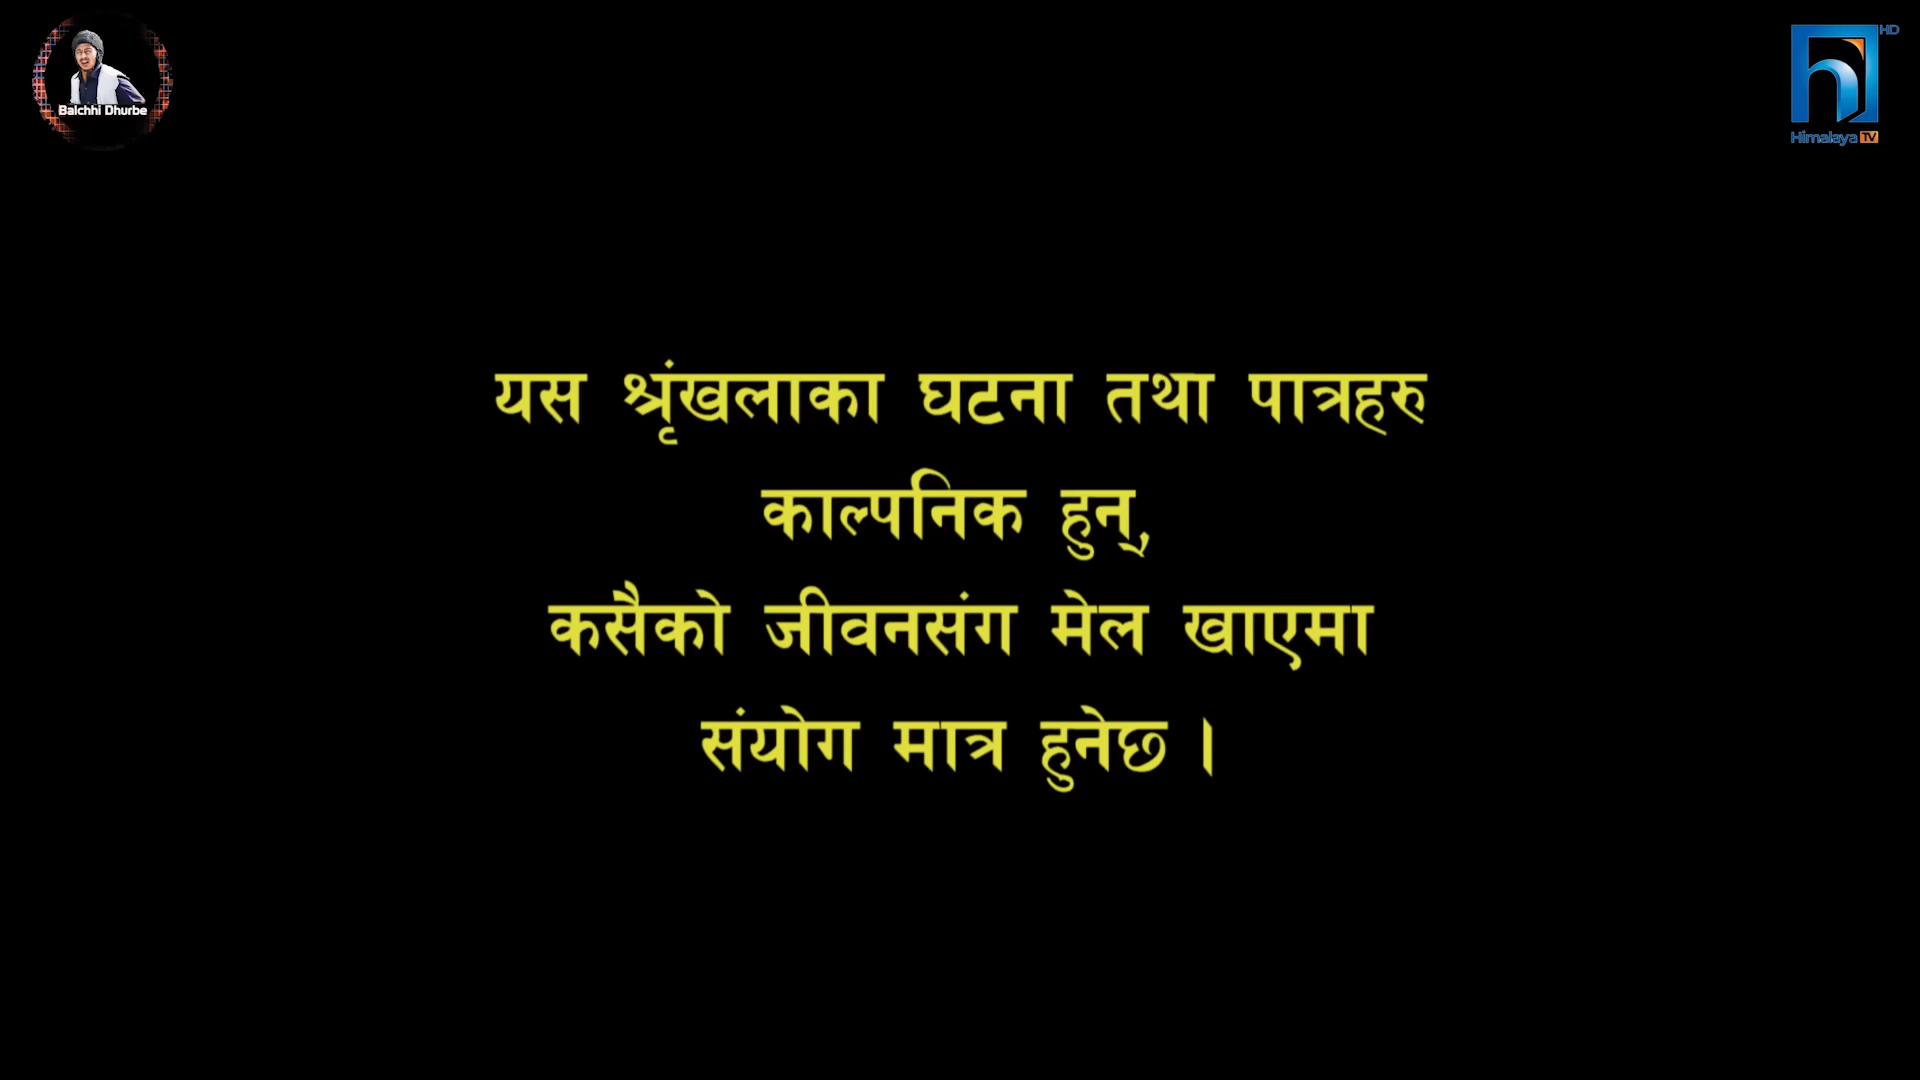 Balchhi Dhurbe
HD
Himalaya TV
यस श्रृंखलाका घटना तथा पात्रहरु
काल्पनिक हुन्,
कसैको जीवनसंग मेल खाएमा
संयोग मात्र हुनेछ ।